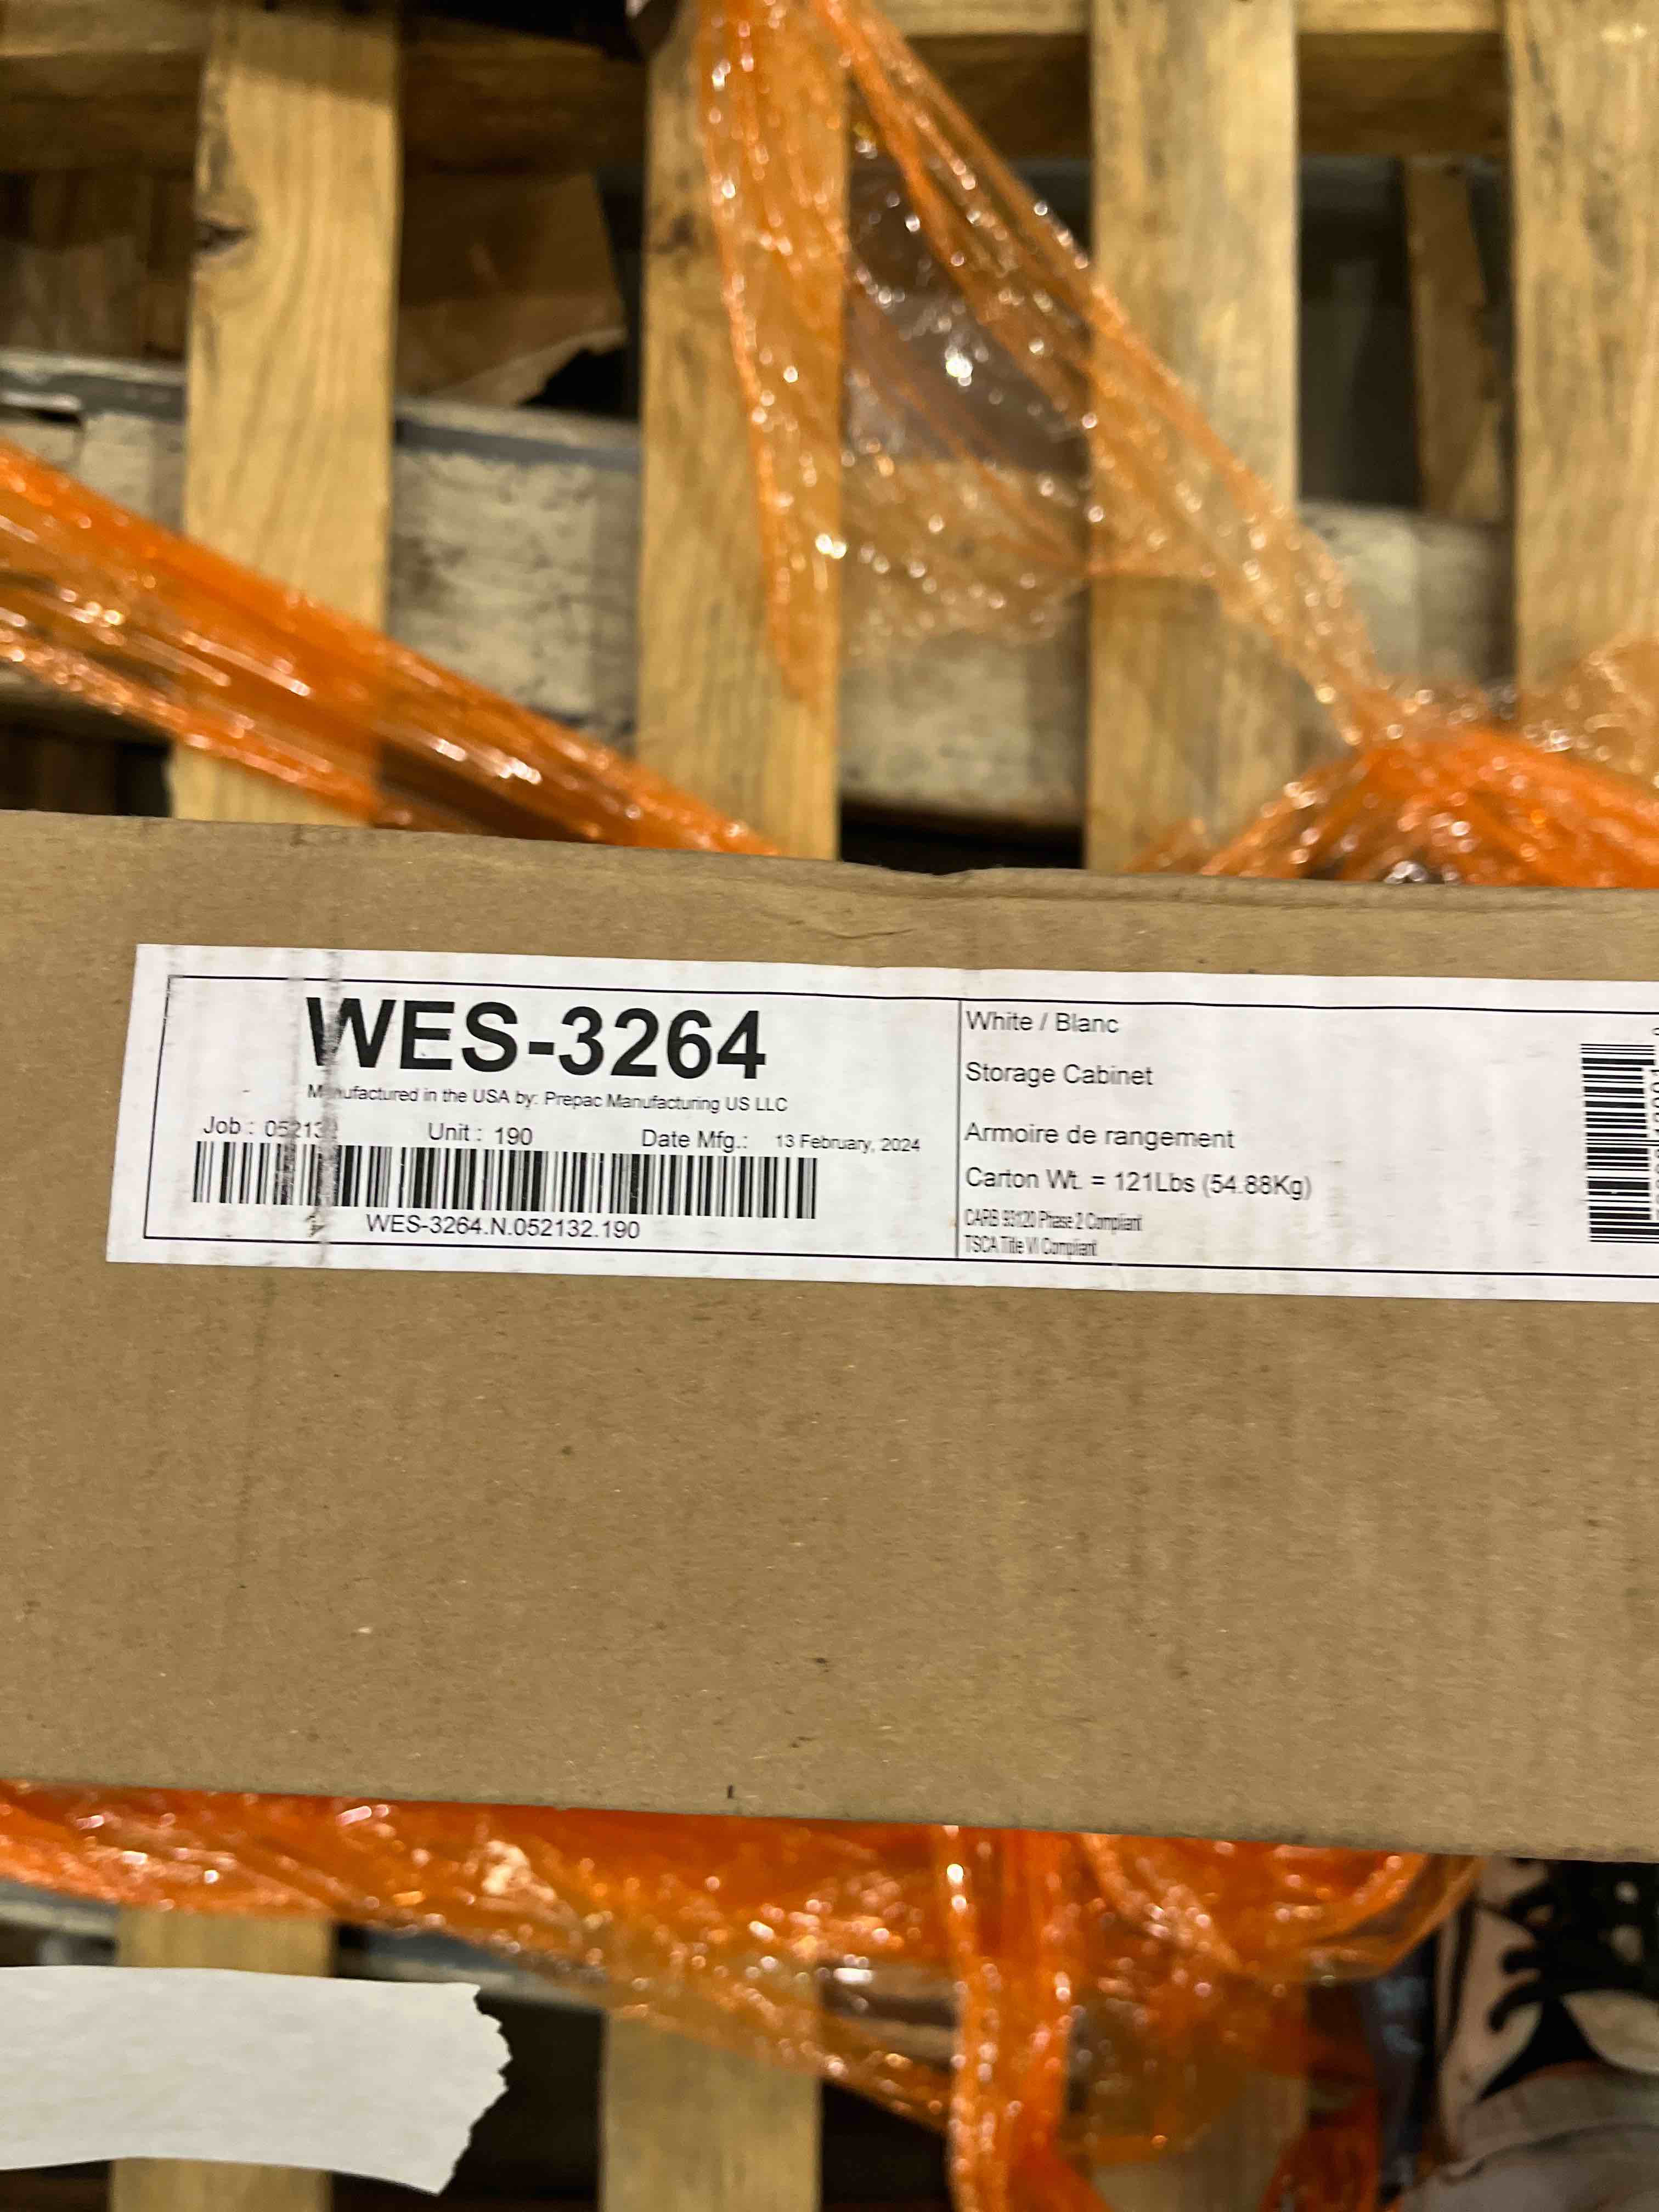 WES-3264
Manufactured in the USA by: Prepac Manufacturing US LLC
Job : 052132 Unit : 190 Date Mfg.: 13 February, 2024
WES-3264.N.052132.190
White / Blanc
Storage Cabinet
Armoire de rangement
Carton Wt. = 121Lbs (54.88Kg)
CARB 93120 Phase 2 Compliant
TSCA Title VI Compliant